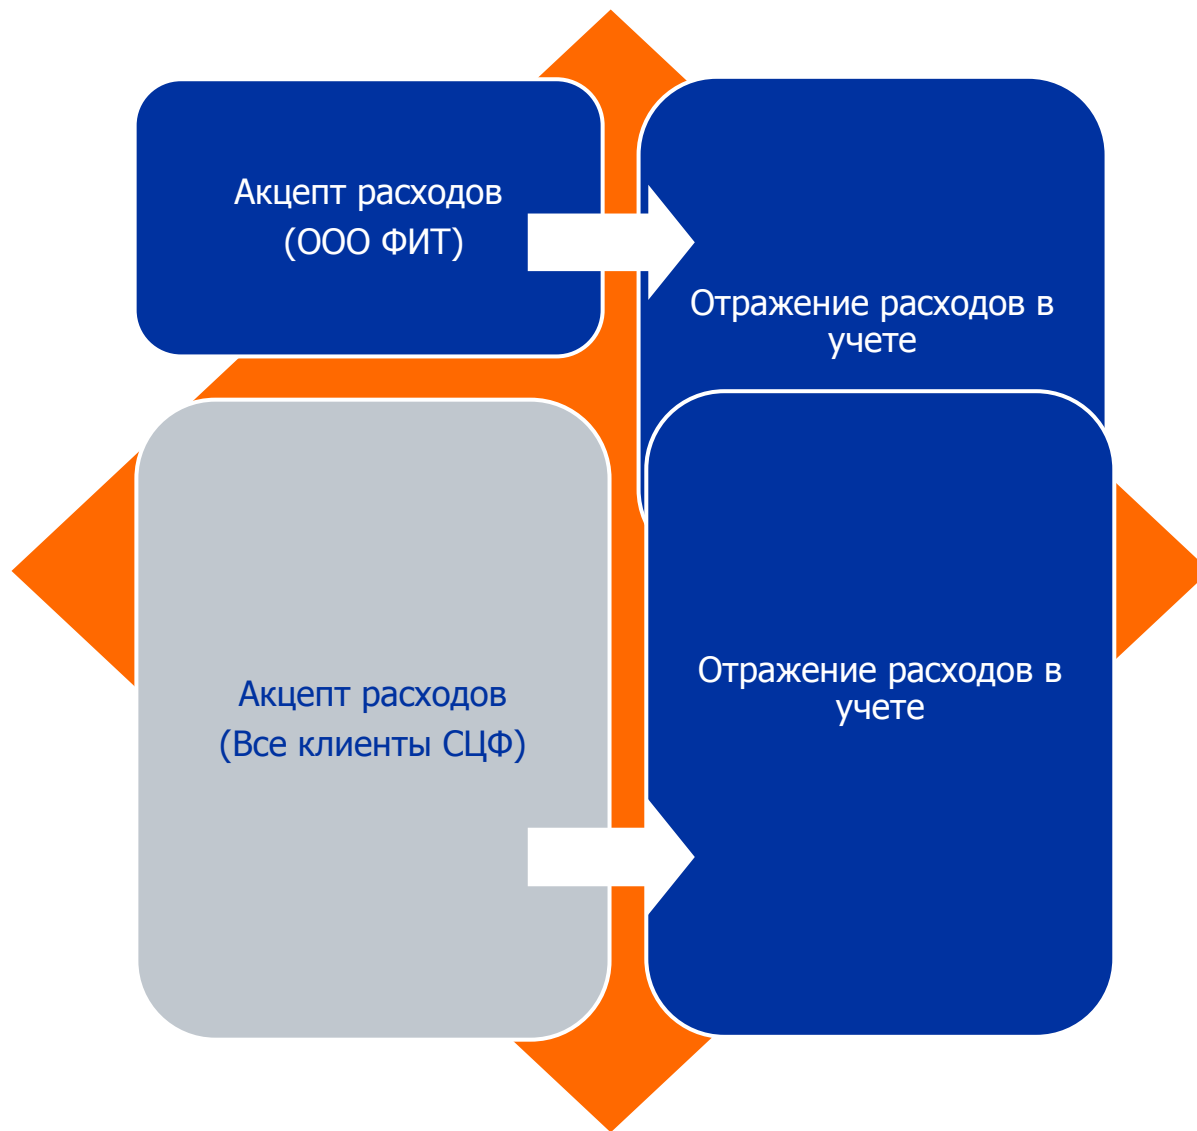 Акцепт расходов
(ООО ФИТ)
Отражение расходов в
учете
Акцепт расходов
(Все клиенты СЦФ)
Отражение расходов в
учете